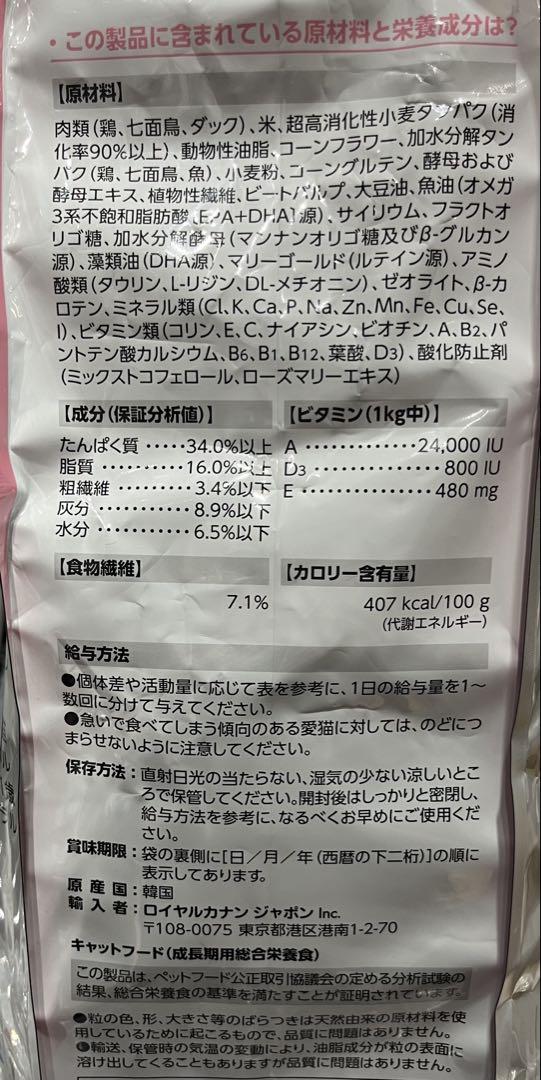 ・この製品に含まれている原材料と栄養成分は?
【原材料】
肉類(鶏、七面鳥、ダック)、米、超高消化性小麦タンパク(消
化率90%以上)、動物性油脂、コーンフラワー、加水分解タン
パク(鶏、七面鳥、魚)、小麦粉、コーングルテン、酵母および
酵母エキス、植物性繊維、ビートパルプ、大豆油、魚油(オメガ
3系不飽和脂肪酸[EPA+DHA]源)、サイリウム、フラクトオ
リゴ糖、加水分解酵母(マンナンオリゴ糖及びβ-グルカン
源)、藻類油(DHA源)、マリーゴールド(ルテイン源)、アミノ
酸類(タウリン、L-リジン、DL-メチオニン)、ゼオライト、β-カ
ロテン、ミネラル類(Cl、K、Ca、P、Na、Zn、Mn、Fe、Cu、Se、
I)、ビタミン類(コリン、E、C、ナイアシン、ビオチン、A、B2、パ
ントテン酸カルシウム、B6、B1、B12、葉酸、D3)、酸化防止剤
(ミックストコフェロール、ローズマリーエキス)
【成分(保証分析値)】
たんぱく質 ・・・・・34.0%以上
脂質 ・・・・・・・・・・16.0%以上
粗繊維 ・・・・・・・・・3.4%以下
灰分 ・・・・・・・・・・・8.9%以下
水分 ・・・・・・・・・・・6.5%以下
【ビタミン(1kg中)】
A ・・・・・・・・・・・・24,000 IU
D3 ・・・・・・・・・・・・・・800 IU
E ・・・・・・・・・・・・・・480 mg
【食物繊維】
7.1%
【カロリー含有量】
407 kcal/100 g
(代謝エネルギー)
給与方法
●個体差や活動量に応じて表を参考に、1日の給与量を1〜
数回に分けて与えてください。
●急いで食べてしまう傾向のある愛猫に対しては、のどにつ
まらせないように注意してください。
保存方法:直射日光の当たらない、湿気の少ない涼しいとこ
ろで保管してください。開封後はしっかりと密閉し、
給与方法を参考に、なるべくお早めにご使用くだ
さい。
賞味期限:袋の裏側に[日/月/年(西暦の下二桁)]の順に
表示してあります。
原産国:韓国
輸入者:ロイヤルカナン ジャポン Inc.
〒108-0075 東京都港区港南1-2-70
キャットフード(成長期用総合栄養食)
この製品は、ペットフード公正取引協議会の定める分析試験の
結果、総合栄養食の基準を満たすことが証明されています。
●粒の色、形、大きさ等のばらつきは天然由来の原材料を使
用しているために起こるもので、品質に問題はありません。
●輸送、保管時の気温の変動により、油脂成分が粒の表面に
溶け出してくることもありますが品質に問題はありません。